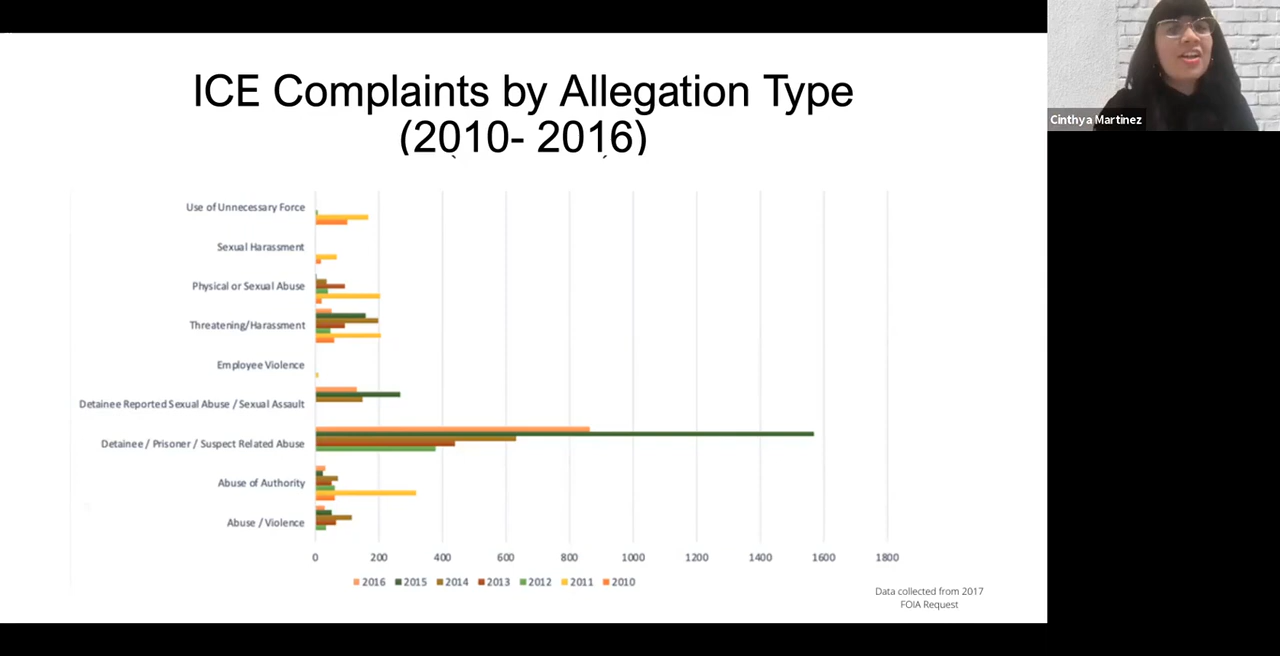 ICE Complaints by Allegation Type
(2010- 2016)
Cinthya Martinez
Use of Unnecessary Force
Sexual Harassment
Physical or Sexual Abuse
Threatening/Harassment
Employee Violence
Detainee Reported Sexual Abuse / Sexual Assault
Detainee / Prisoner / Suspect Related Abuse
Abuse of Authority
Abuse / Violence
0 200 400 600 800 1000 1200 1400 1600 1800
2016 2015 2014 2013 2012 2011 2010
Data collected from 2017
FOIA Request